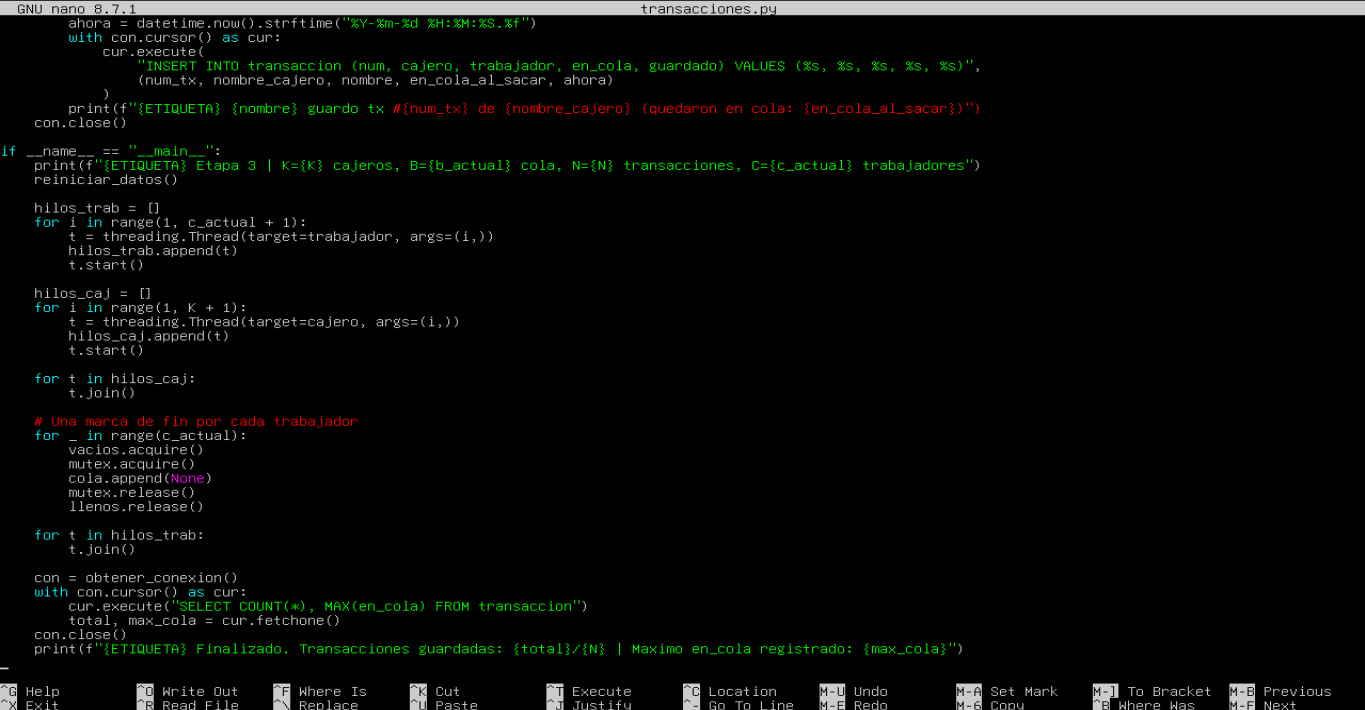 GNU nano 8.7.1 transacciones.py
        ahora = datetime.now().strftime("%Y-%m-%d %H:%M:%S.%f")
        with con.cursor() as cur:
            cur.execute(
                "INSERT INTO transaccion (num, cajero, trabajador, en_cola, guardado) VALUES (%s, %s, %s, %s, %s)",
                (num_tx, nombre_cajero, nombre, en_cola_al_sacar, ahora)
            )
        print(f"{ETIQUETA} {nombre} guardo tx #{num_tx} de {nombre_cajero} (quedaron en cola: {en_cola_al_sacar})")
    con.close()

if __name__ == "__main__":
    print(f"{ETIQUETA} Etapa 3 | K={K} cajeros, B={b_actual} cola, N={N} transacciones, C={c_actual} trabajadores")
    reiniciar_datos()

    hilos_trab = []
    for i in range(1, c_actual + 1):
        t = threading.Thread(target=trabajador, args=(i,))
        hilos_trab.append(t)
        t.start()

    hilos_caj = []
    for i in range(1, K + 1):
        t = threading.Thread(target=cajero, args=(i,))
        hilos_caj.append(t)
        t.start()

    for t in hilos_caj:
        t.join()

    # Una marca de fin por cada trabajador
    for _ in range(c_actual):
        vacios.acquire()
        mutex.acquire()
        cola.append(None)
        mutex.release()
        llenos.release()

    for t in hilos_trab:
        t.join()

    con = obtener_conexion()
    with con.cursor() as cur:
        cur.execute("SELECT COUNT(*), MAX(en_cola) FROM transaccion")
        total, max_cola = cur.fetchone()
    con.close()
    print(f"{ETIQUETA} Finalizado. Transacciones guardadas: {total}/{N} | Maximo en_cola registrado: {max_cola}")

^G Help ^O Write Out ^F Where Is ^K Cut ^T Execute ^C Location M-U Undo M-A Set Mark M-] To Bracket M-B Previous
^X Exit ^R Read File ^\ Replace ^U Paste ^J Justify ^- Go To Line M-E Redo M-6 Copy ^B Where Was M-F Next